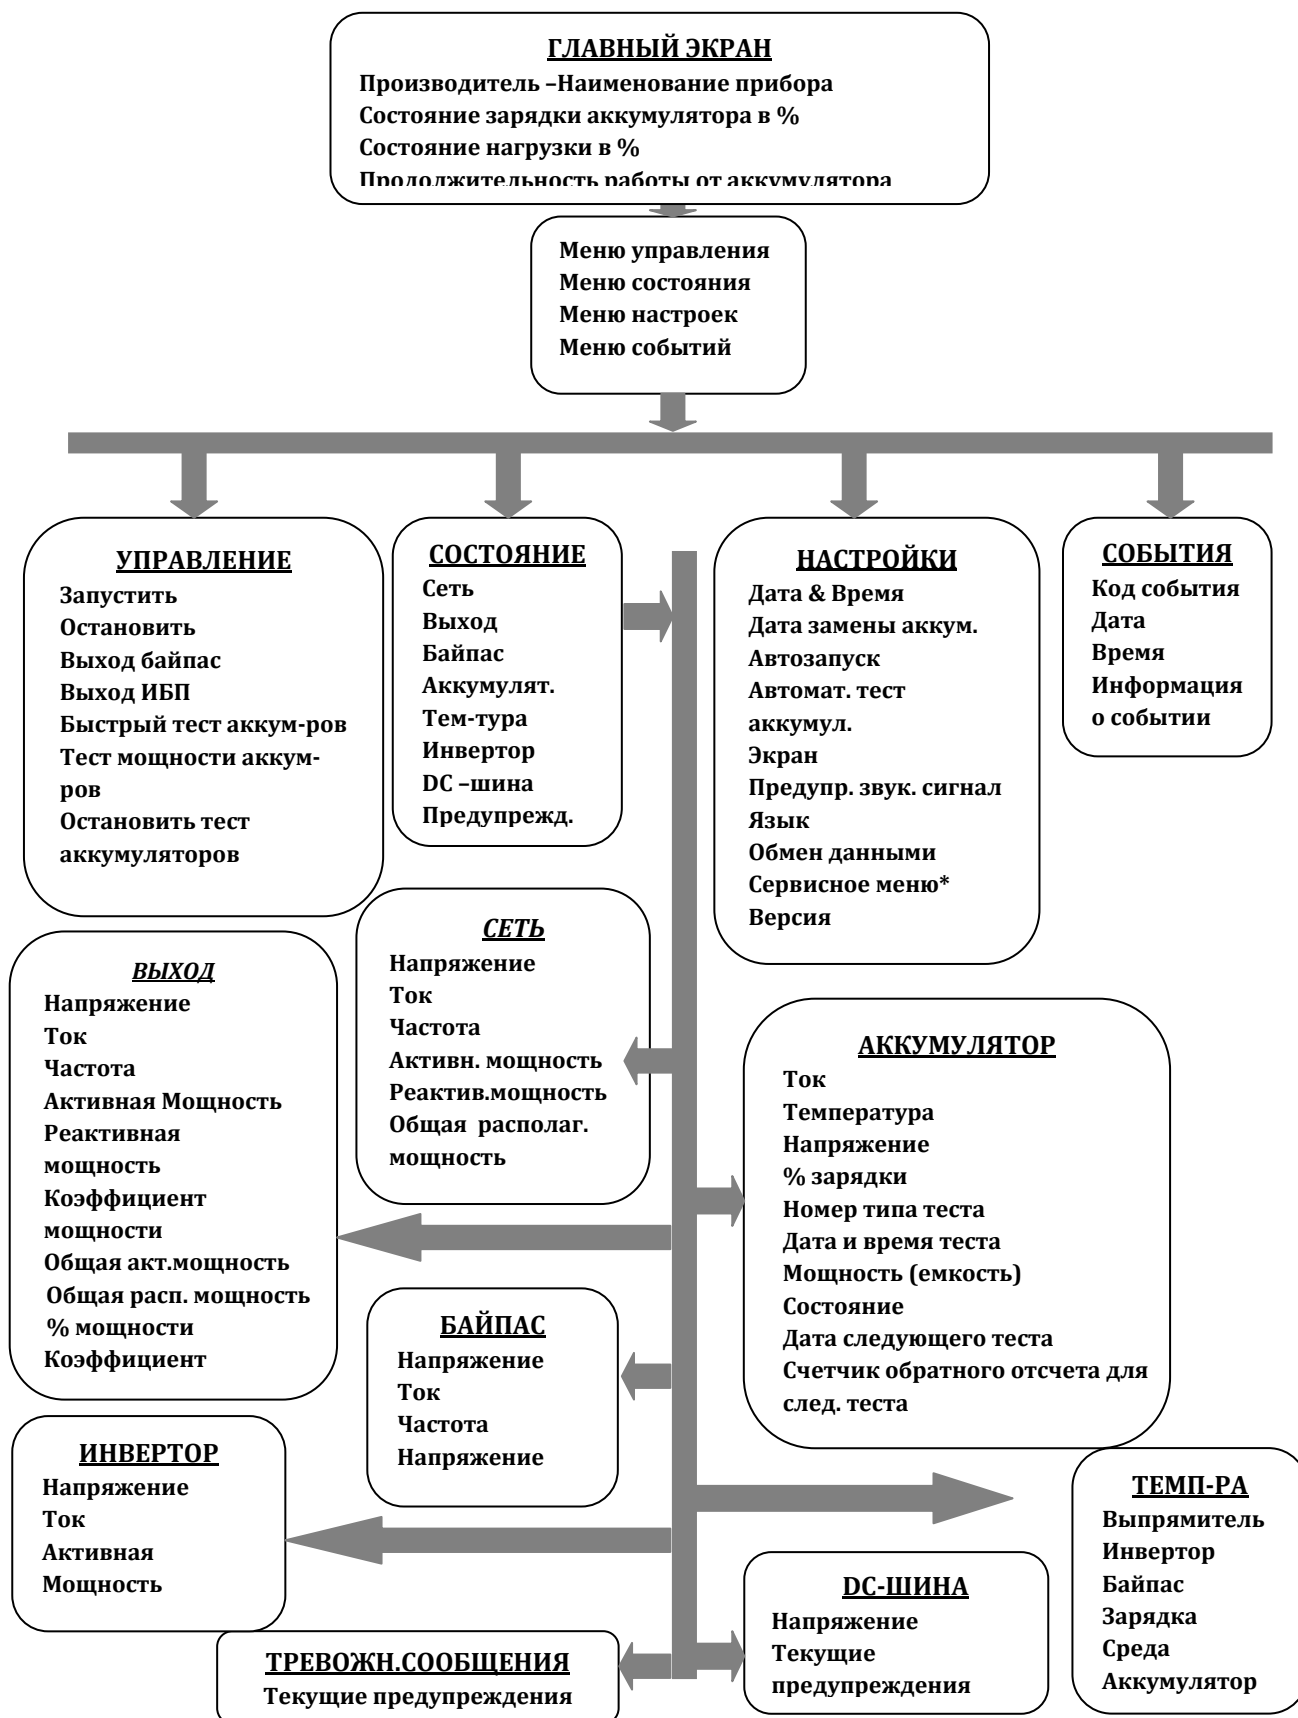 ГЛАВНЫЙ ЭКРАН
Производитель –Наименование прибора
Состояние зарядки аккумулятора в %
Состояние нагрузки в %
Продолжительность работы от аккумулятора
Меню управления
Меню состояния
Меню настроек
Меню событий
УПРАВЛЕНИЕ
Запустить
Остановить
Выход байпас
Выход ИБП
Быстрый тест аккум-ров
Тест мощности аккум-
ров
Остановить тест
аккумуляторов
СОСТОЯНИЕ
Сеть
Выход
Байпас
Аккумулят.
Тем-тура
Инвертор
DC –шина
Предупрежд.
НАСТРОЙКИ
Дата & Время
Дата замены аккум.
Автозапуск
Автомат. тест
аккумул.
Экран
Предупр. звук. сигнал
Язык
Обмен данными
Сервисное меню*
Версия
СОБЫТИЯ
Код события
Дата
Время
Информация
о событии
ВЫХОД
Напряжение
Ток
Частота
Активная Мощность
Реактивная
мощность
Коэффициент
мощности
Общая акт.мощность
Общая расп. мощность
% мощности
Коэффициент
СЕТЬ
Напряжение
Ток
Частота
Активн. мощность
Реактив.мощность
Общая  располаг.
мощность
АККУМУЛЯТОР
Ток
Температура
Напряжение
% зарядки
Номер типа теста
Дата и время теста
Мощность (емкость)
Состояние
Дата следующего теста
Счетчик обратного отсчета для
след. теста
БАЙПАС
Напряжение
Ток
Частота
Напряжение
ИНВЕРТОР
Напряжение
Ток
Активная
Мощность
ТЕМП-РА
Выпрямитель
Инвертор
Байпас
Зарядка
Среда
Аккумулятор
DC-ШИНА
Напряжение
Текущие
предупреждения
ТРЕВОЖН.СООБЩЕНИЯ
Текущие предупреждения